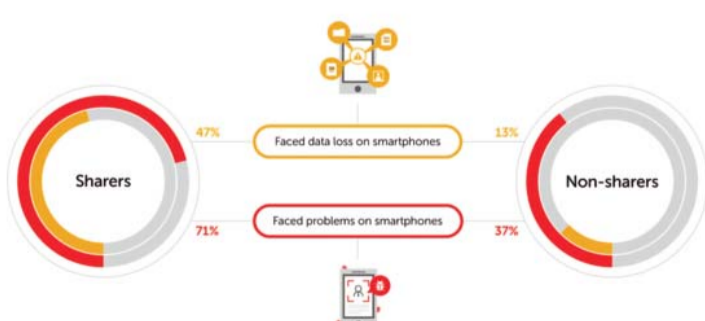 47%
Faced data loss on smartphones
13%
Sharers
Non-sharers
71%
Faced problems on smartphones
37%